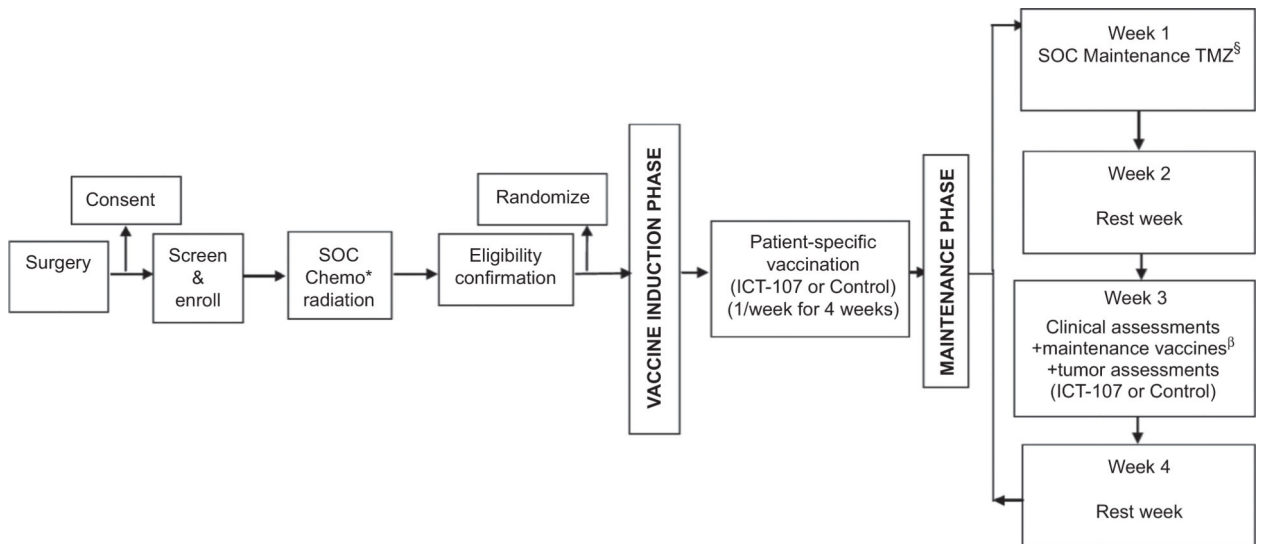 Surgery
Consent
Screen
&
enroll
SOC
Chemo*
radiation
Eligibility
confirmation
Randomize
VACCINE INDUCTION PHASE
Patient-specific
vaccination
(ICT-107 or Control)
(1/week for 4 weeks)
MAINTENANCE PHASE
Week 1
SOC Maintenance TMZ§
Week 2
Rest week
Week 3
Clinical assessments
+maintenance vaccinesβ
+tumor assessments
(ICT-107 or Control)
Week 4
Rest week